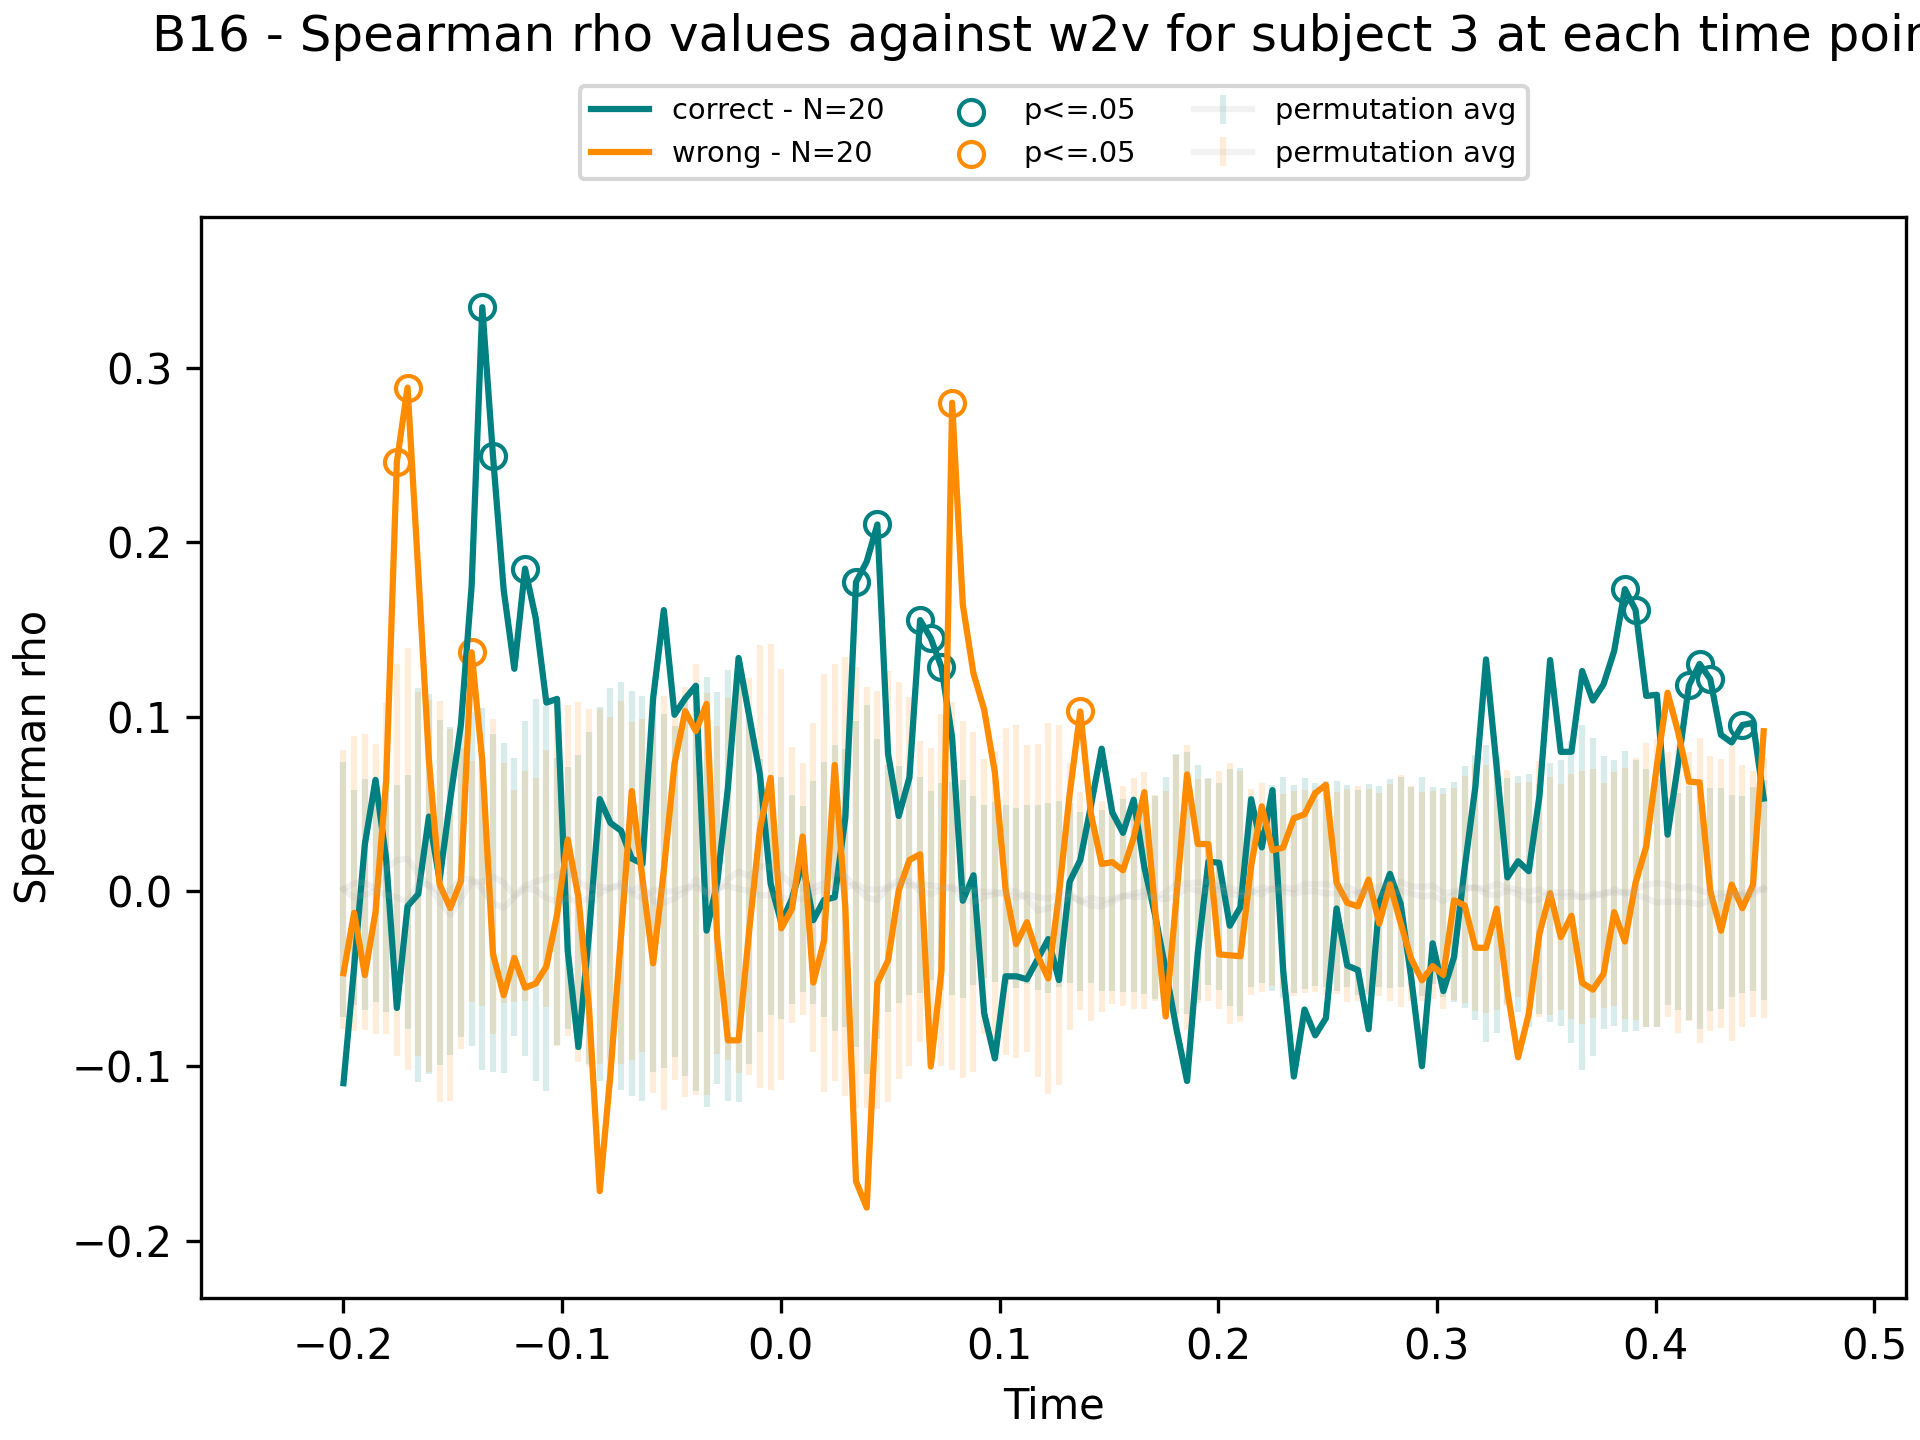 B16 - Spearman rho values against w2v for subject 3 at each time poin
correct - N=20
wrong - N=20
p<=.05
p<=.05
permutation avg
permutation avg
Spearman rho
0.3
0.2
0.1
0.0
−0.1
−0.2
−0.2 −0.1 0.0 0.1 0.2 0.3 0.4 0.5
Time